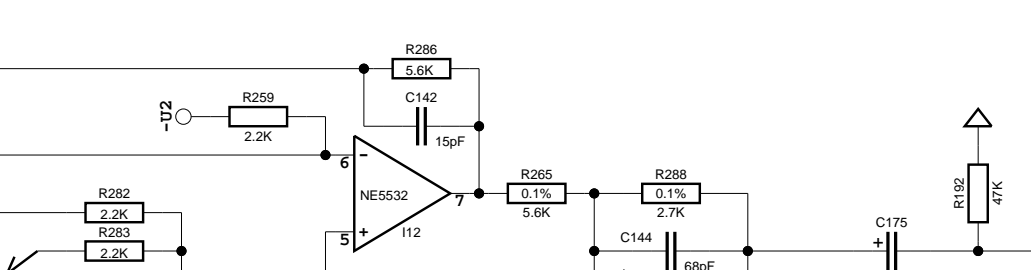 R286
5.6K
R259
C142
-U2
2.2K
15pF
6
-
R282
2.2K
R283
2.2K
NE5532
7
5
+
I12
R265
0.1%
5.6K
R288
0.1%
2.7K
C144
68pF
C175
+
R192
47K